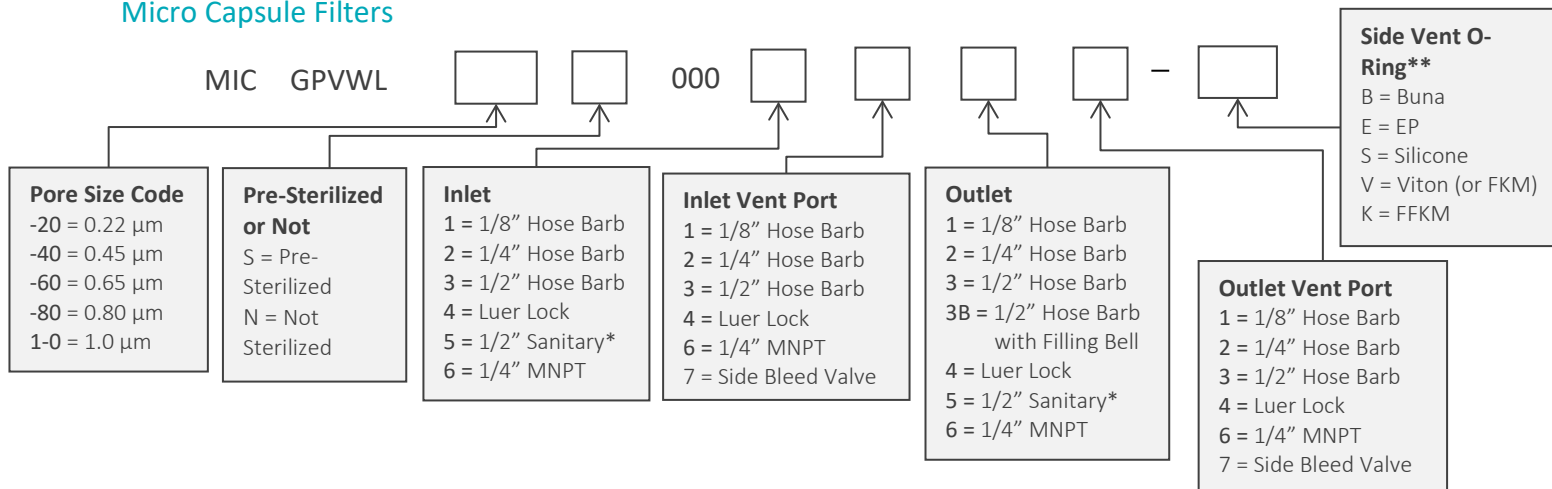 Micro Capsule Filters
MIC GPVWL 000 –
Pore Size Code
-20 = 0.22 µm
-40 = 0.45 µm
-60 = 0.65 µm
-80 = 0.80 µm
1-0 = 1.0 µm
Pre-Sterilized
or Not
S = Pre-
Sterilized
N = Not
Sterilized
Inlet
1 = 1/8” Hose Barb
2 = 1/4” Hose Barb
3 = 1/2” Hose Barb
4 = Luer Lock
5 = 1/2” Sanitary*
6 = 1/4” MNPT
Inlet Vent Port
1 = 1/8” Hose Barb
2 = 1/4” Hose Barb
3 = 1/2” Hose Barb
4 = Luer Lock
6 = 1/4” MNPT
7 = Side Bleed Valve
Outlet
1 = 1/8” Hose Barb
2 = 1/4” Hose Barb
3 = 1/2” Hose Barb
3B = 1/2” Hose Barb
with Filling Bell
4 = Luer Lock
5 = 1/2” Sanitary*
6 = 1/4” MNPT
Outlet Vent Port
1 = 1/8” Hose Barb
2 = 1/4” Hose Barb
3 = 1/2” Hose Barb
4 = Luer Lock
6 = 1/4” MNPT
7 = Side Bleed Valve
Side Vent O-
Ring**
B = Buna
E = EP
S = Silicone
V = Viton (or FKM)
K = FFKM